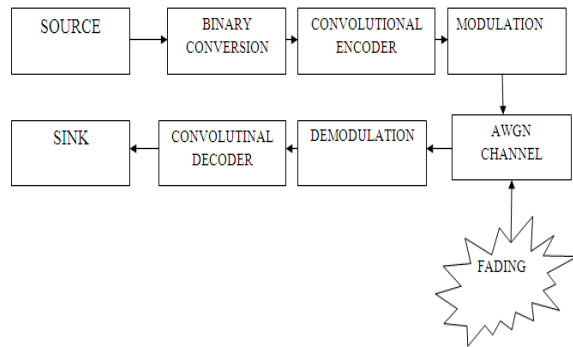 SOURCE
BINARY
CONVERSION
CONVOLUTIONAL
ENCODER
MODULATION
SINK
CONVOLUTINAL
DECODER
DEMODULATION
AWGN
CHANNEL
FADING